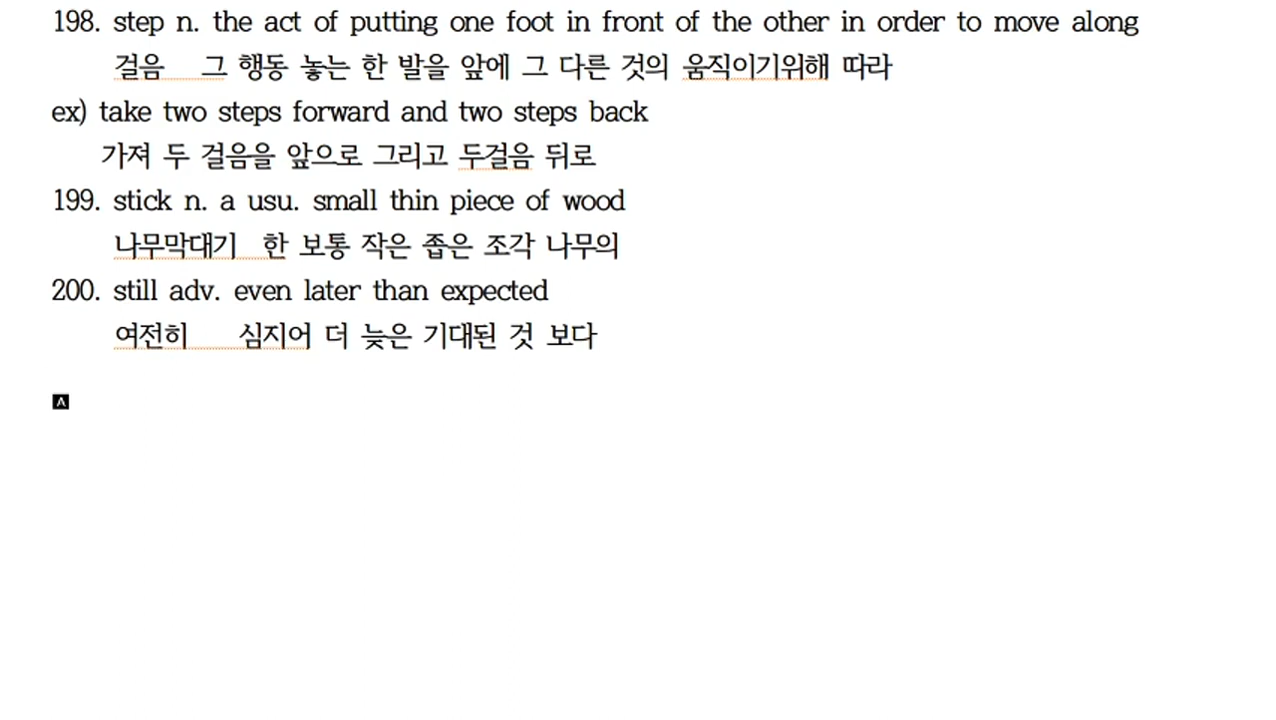 198. step n. the act of putting one foot in front of the other in order to move along
걸음 그 행동 놓는 한 발을 앞에 그 다른 것의 움직이기위해 따라
ex) take two steps forward and two steps back
가져 두 걸음을 앞으로 그리고 두걸음 뒤로
199. stick n. a usu. small thin piece of wood
나무막대기 한 보통 작은 좁은 조각 나무의
200. still adv. even later than expected
여전히 심지어 더 늦은 기대된 것 보다
A